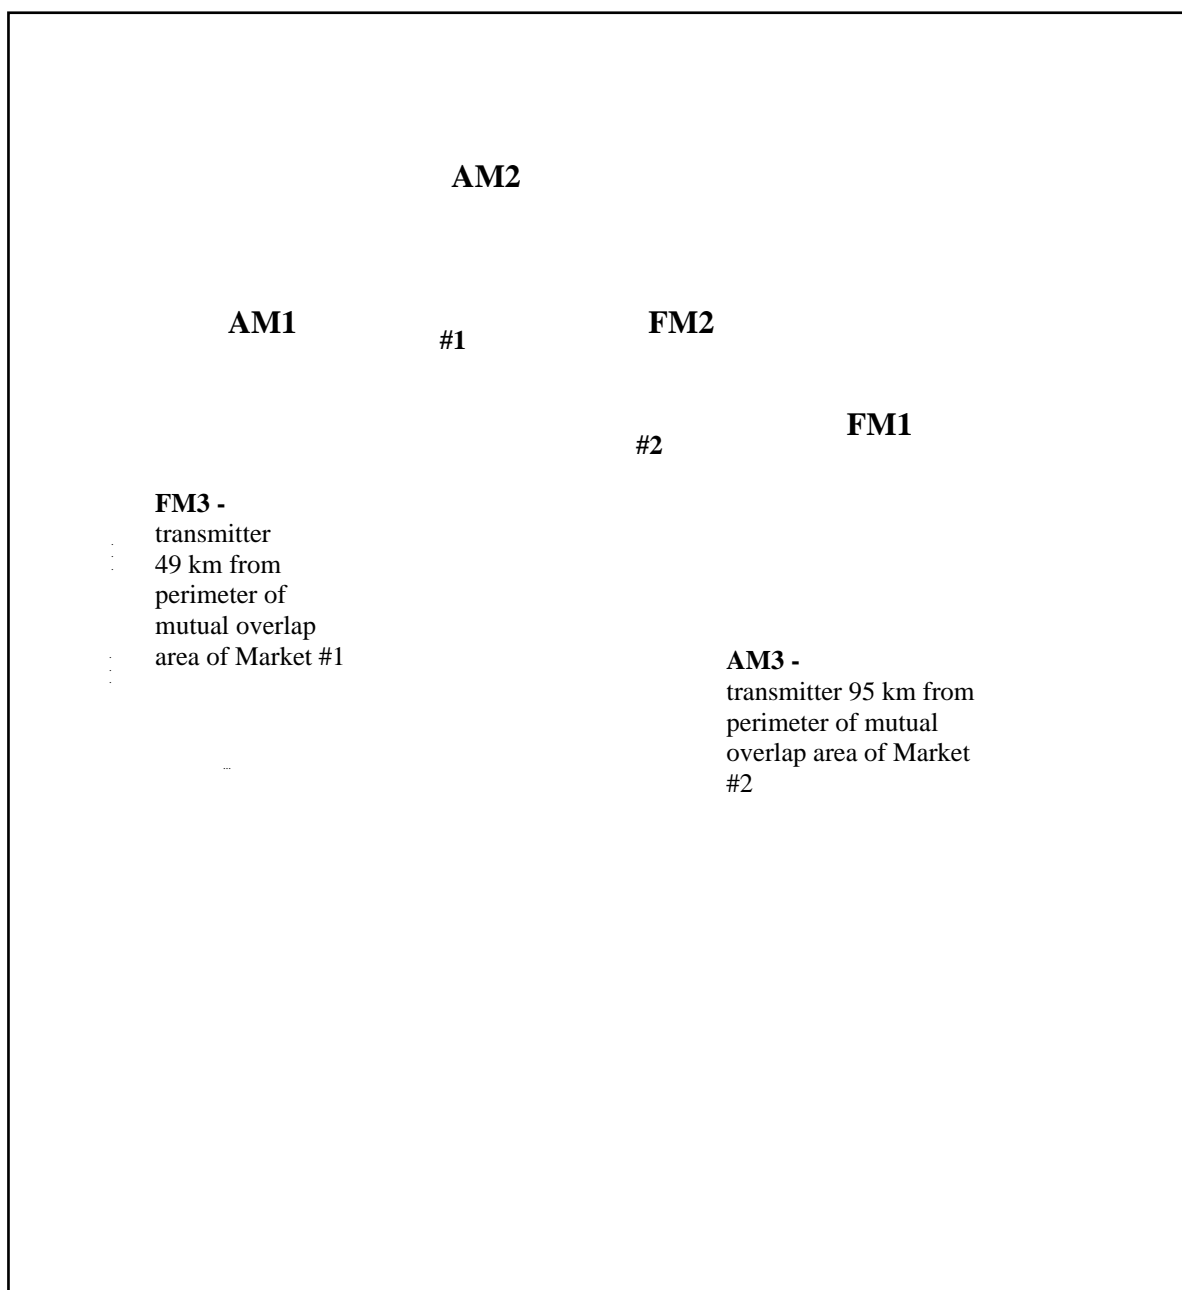 AM2
AM1
#1
FM2
FM1
#2
FM3 -
transmitter
49 km from
perimeter of
mutual overlap
area of Market #1
AM3 -
transmitter 95 km from
perimeter of mutual
overlap area of Market
#2